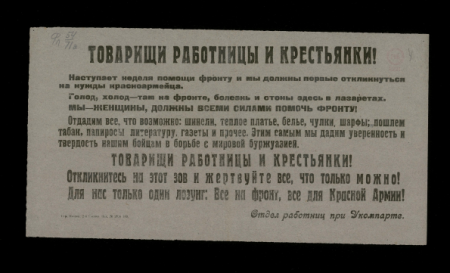 ТОВАРИЩИ РАБОТНИЦЫ И КРЕСТЬЯНКИ!
Наступает неделя помощи фронту и мы должны первые откликнуться
на нужды красноармейца.
Голод, холод—там на фронте, болезнь и стоны здесь в лазаретах.
МЫ—ЖЕНЩИНЫ, ДОЛЖНЫ ВСЕМИ СИЛАМИ ПОМОЧЬ ФРОНТУ!
Отдадим все, что возможно: шинели, теплое платье, белье, чулки, шарфы; пошлем
табак, папиросы литературу, газеты и прочее. Этим самым мы дадим уверенность и
твердость нашим бойцам в борьбе с мировой буржуазией.
ТОВАРИЩИ РАБОТНИЦЫ И КРЕСТЬЯНКИ!
Откликнитесь на этот зов и жертвуйте все, что только можно!
Для нас только один лозунг: Все на фронт, все для Красной Армии!
Отдел работниц при Укомпарте.